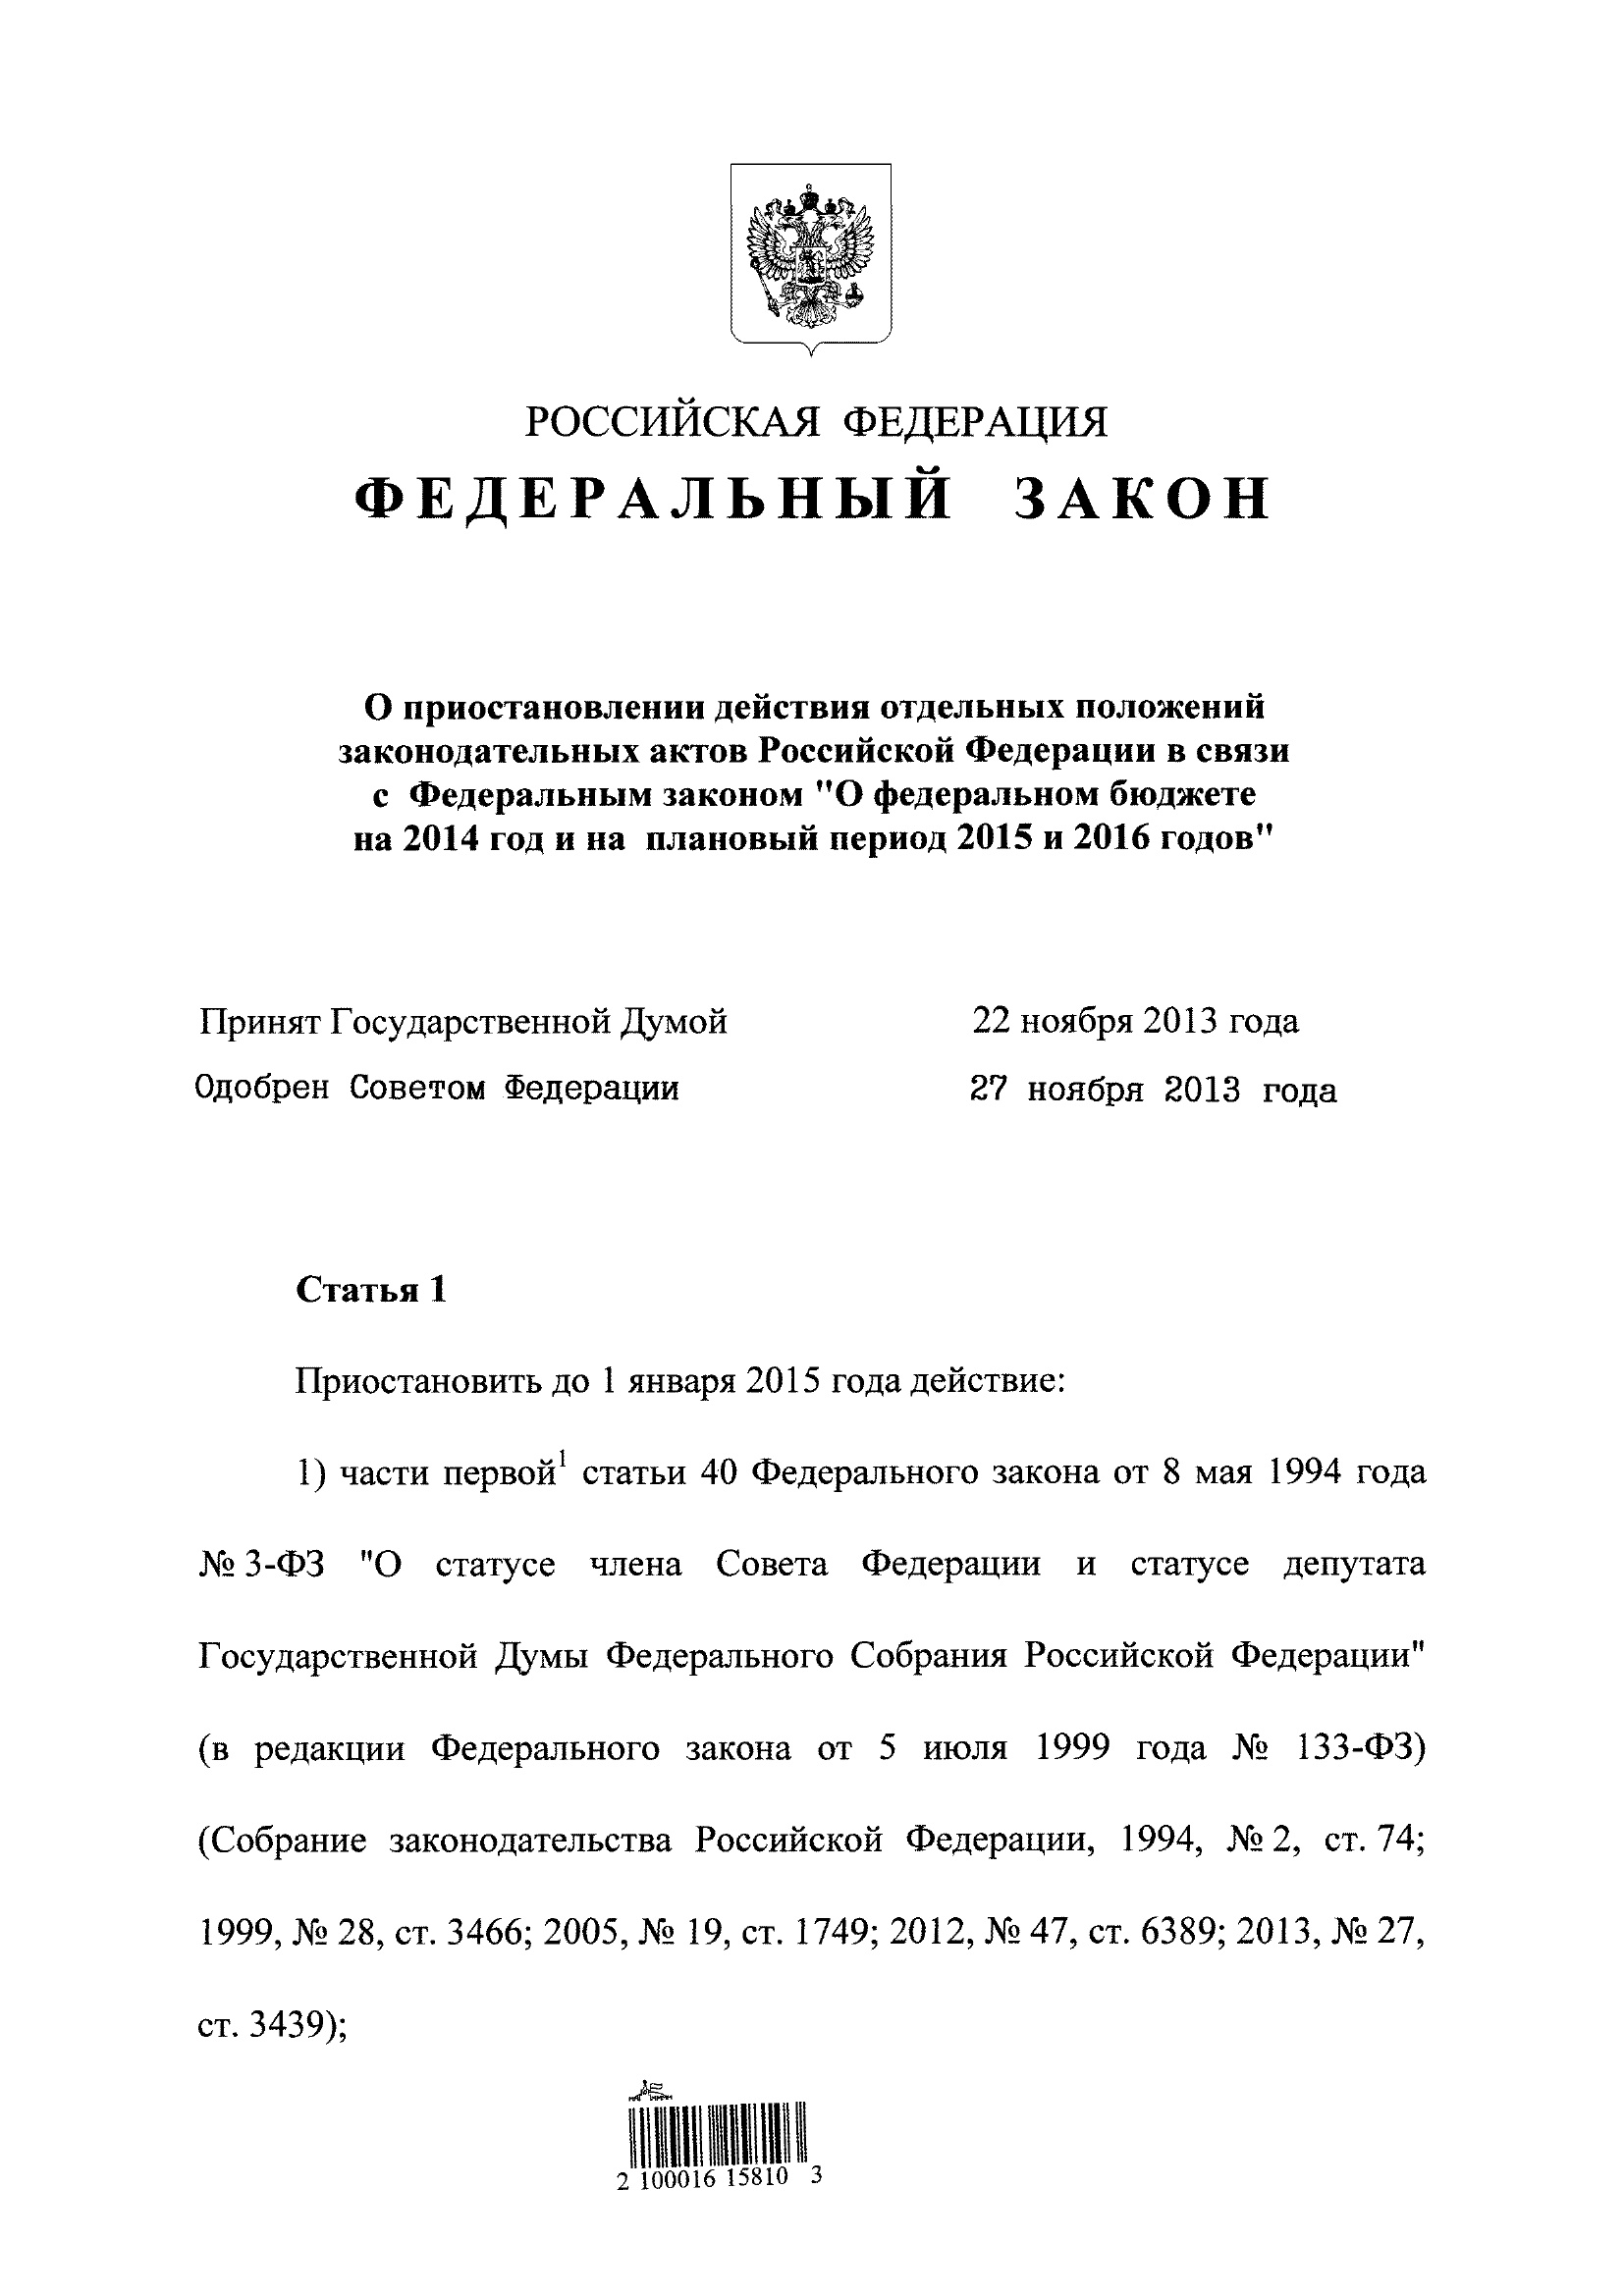 РОССИЙСКАЯ ФЕДЕРАЦИЯ
ФЕДЕРАЛЬНЫЙ ЗАКОН
О приостановлении действия отдельных положений
законодательных актов Российской Федерации в связи
с Федеральным законом "О федеральном бюджете
на 2014 год и на плановый период 2015 и 2016 годов"
Принят Государственной Думой 22 ноября 2013 года
Одобрен Советом Федерации 27 ноября 2013 года
Статья 1
Приостановить до 1 января 2015 года действие:
1) части первой¹ статьи 40 Федерального закона от 8 мая 1994 года
№ 3-ФЗ "О статусе члена Совета Федерации и статусе депутата
Государственной Думы Федерального Собрания Российской Федерации"
(в редакции Федерального закона от 5 июля 1999 года № 133-ФЗ)
(Собрание законодательства Российской Федерации, 1994, № 2, ст. 74;
1999, № 28, ст. 3466; 2005, № 19, ст. 1749; 2012, № 47, ст. 6389; 2013, № 27,
ст. 3439);
2 100016 15810 3